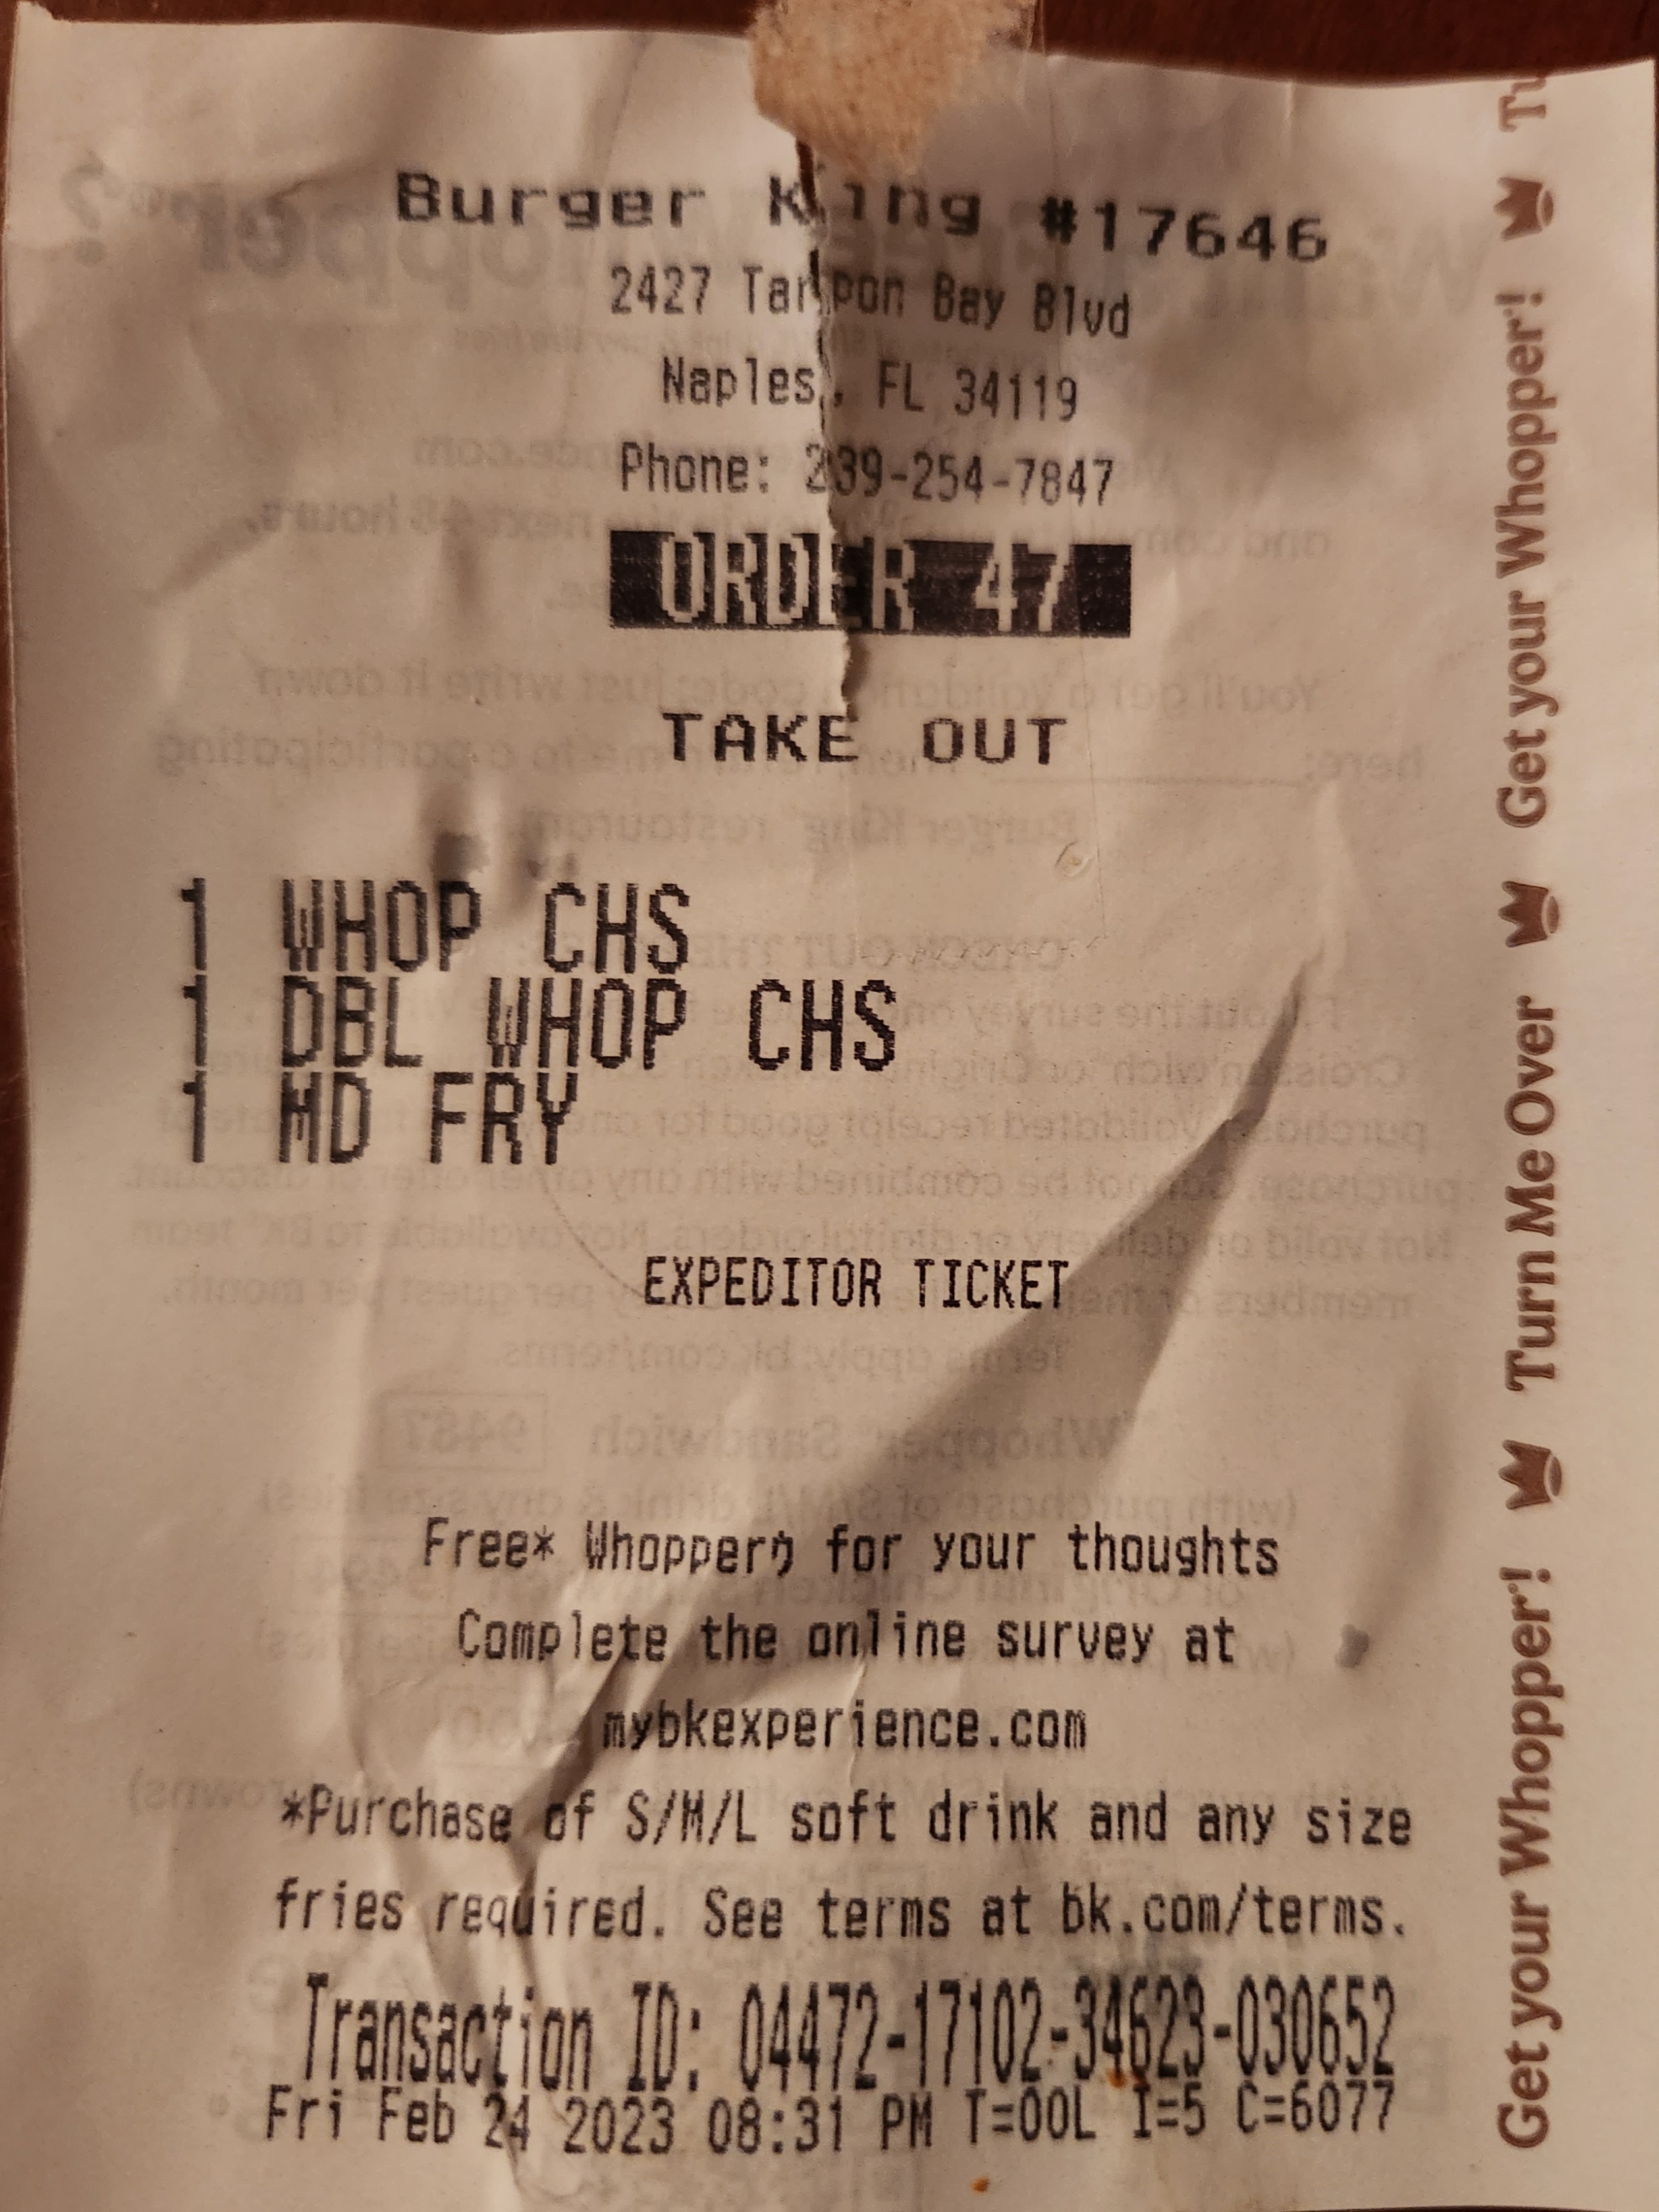 Burger King #17646
2427 Tarpon Bay Blvd
Naples, FL 34119
Phone: 239-254-7847
ORDER 47
TAKE OUT
1 WHOP CHS
1 DBL WHOP CHS
1 MD FRY
EXPEDITOR TICKET
Free* Whopper for your thoughts
Complete the online survey at
mybkexperience.com
*Purchase of S/M/L soft drink and any size
fries required. See terms at bk.com/terms.
Transaction ID: 04472-17102-34623-030652
Fri Feb 24 2023 08:31 PM T=OOL I=5 C=6077
Get your Whopper! Turn Me Over Get your Whopper! Tu